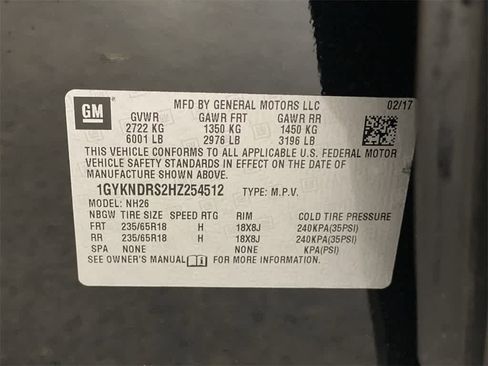 GM
MFD BY GENERAL MOTORS LLC 02/17
GVWR GAWR FRT GAWR RR
2722 KG 1350 KG 1450 KG
6001 LB 2976 LB 3196 LB
THIS VEHICLE CONFORMS TO ALL APPLICABLE U.S. FEDERAL MOTOR
VEHICLE SAFETY STANDARDS IN EFFECT ON THE DATE OF
MANUFACTURE SHOWN ABOVE.
1GYKNDRS2HZ254512 TYPE: M.P.V.
MODEL: NH26
NBGW TIRE SIZE SPEED RTG RIM COLD TIRE PRESSURE
FRT 235/65R18 H 18X8J 240KPA(35PSI)
RR 235/65R18 H 18X8J 240KPA(35PSI)
SPA NONE NONE KPA(PSI)
SEE OWNER'S MANUAL FOR MORE INFORMATION.